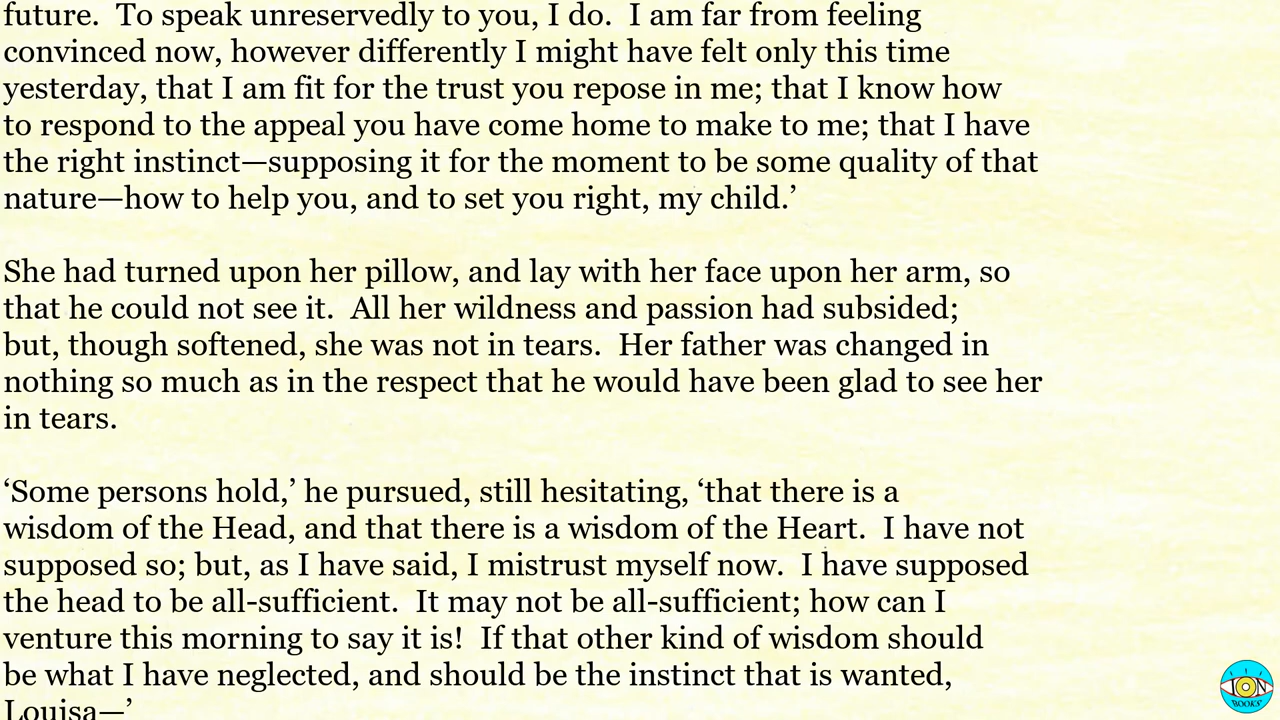 future.  To speak unreservedly to you, I do.  I am far from feeling
convinced now, however differently I might have felt only this time
yesterday, that I am fit for the trust you repose in me; that I know how
to respond to the appeal you have come home to make to me; that I have
the right instinct—supposing it for the moment to be some quality of that
nature—how to help you, and to set you right, my child.’
She had turned upon her pillow, and lay with her face upon her arm, so
that he could not see it.  All her wildness and passion had subsided;
but, though softened, she was not in tears.  Her father was changed in
nothing so much as in the respect that he would have been glad to see her
in tears.
‘Some persons hold,’ he pursued, still hesitating, ‘that there is a
wisdom of the Head, and that there is a wisdom of the Heart.  I have not
supposed so; but, as I have said, I mistrust myself now.  I have supposed
the head to be all-sufficient.  It may not be all-sufficient; how can I
venture this morning to say it is!  If that other kind of wisdom should
be what I have neglected, and should be the instinct that is wanted,
Louisa—’
ION
BOOKS